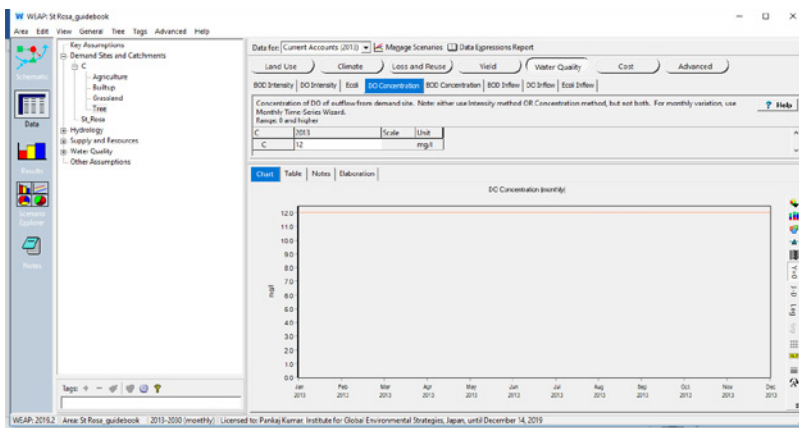 WEAP: St Rosa_guidebook
Area Edit View General Tree Tags Advanced Help
Schematic
Data
Results
Scenario Explorer
Notes
Key Assumptions
Demand Sites and Catchments
C
Agriculture
Builtup
Grassland
Tree
St_Rosa
Hydrology
Supply and Resources
Water Quality
Other Assumptions
Tags:
Data for: Current Accounts (2013) Manage Scenarios Data Expressions Report
Land Use Climate Loss and Reuse Yield Water Quality Cost Advanced
BOD Intensity DO Intensity Ecoli DO Concentration BOD Concentration BOD Inflow DO Inflow Ecoli Inflow
Concentration of DO of outflow from demand site. Note: either use Intensity method OR Concentration method, but not both. For monthly variation, use
Monthly Time-Series Wizard.
Range: 0 and higher
? Help
C 2013 Scale Unit
C 12 mg/l
Chart Table Notes Elaboration
DO Concentration (monthly)
12.0
11.0
10.0
9.0
8.0
7.0
6.0
5.0
4.0
3.0
2.0
1.0
0.0
mg/l
Jan 2013 Feb 2013 Mar 2013 Apr 2013 May 2013 Jun 2013 Jul 2013 Aug 2013 Sep 2013 Oct 2013 Nov 2013 Dec 2013
Y=0
Log
WEAP: 2019.2 Area: St Rosa_guidebook 2013-2030 (monthly) Licensed to: Pankaj Kumar, Institute for Global Environmental Strategies, Japan, until December 14, 2019